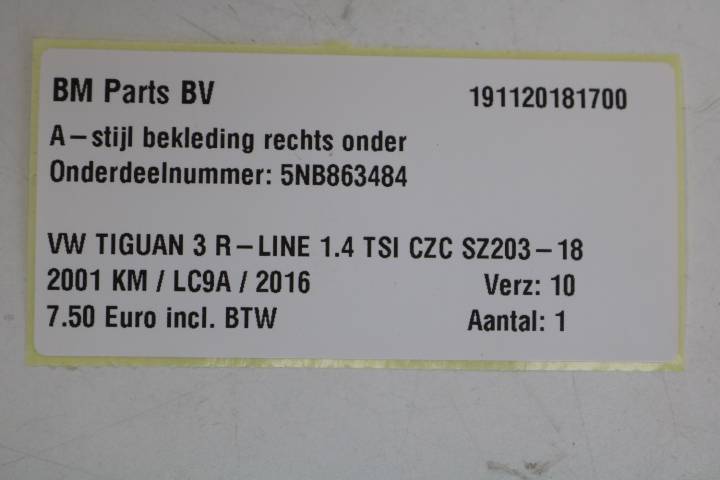 BM Parts BV 191120181700
A-stijl bekleding rechts onder
Onderdeelnummer: 5NB863484
VW TIGUAN 3 R-LINE 1.4 TSI CZC SZ203-18
2001 KM / LC9A / 2016 Verz: 10
7.50 Euro incl. BTW Aantal: 1